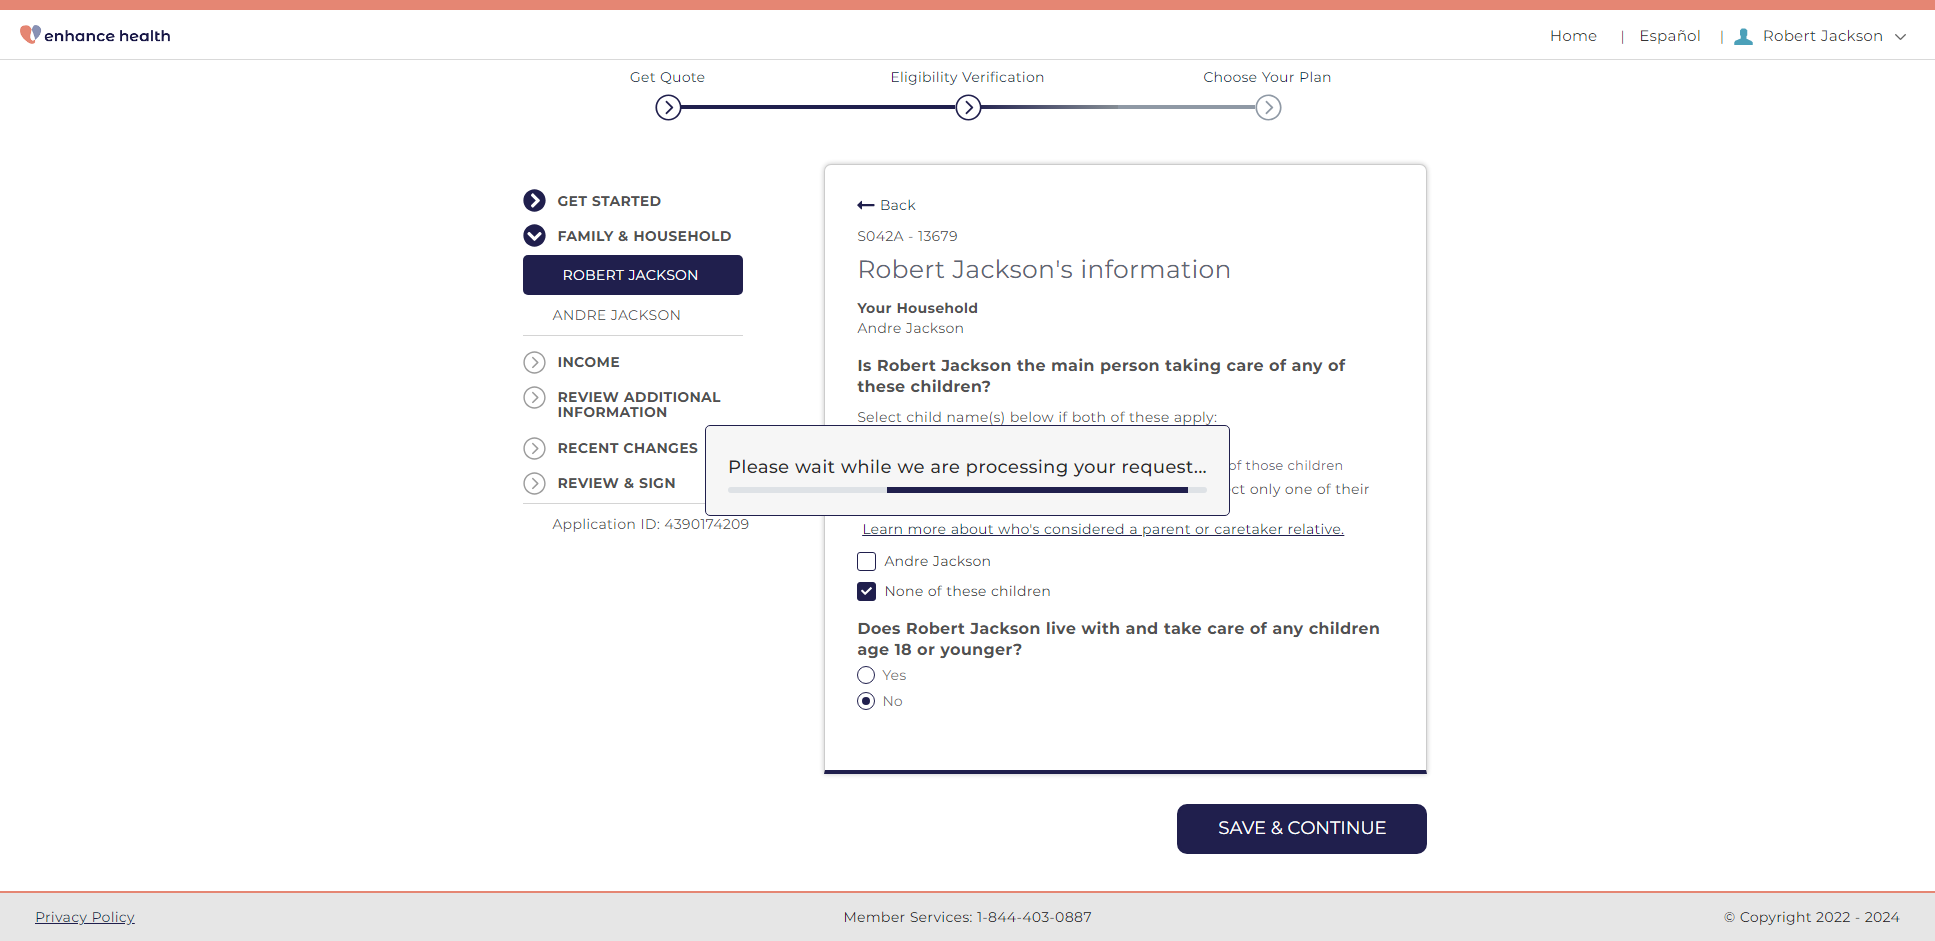 enhance health
Home | Español | Robert Jackson
Get Quote
Eligibility Verification
Choose Your Plan
GET STARTED
FAMILY & HOUSEHOLD
ROBERT JACKSON
ANDRE JACKSON
INCOME
REVIEW ADDITIONAL
INFORMATION
RECENT CHANGES
REVIEW & SIGN
Application ID: 4390174209
Back
S042A - 13679
Robert Jackson's information
Your Household
Andre Jackson
Is Robert Jackson the main person taking care of any of
these children?
Select child name(s) below if both of these apply:
of those children
only one of their
Please wait while we are processing your request...
Learn more about who's considered a parent or caretaker relative.
Andre Jackson
None of these children
Does Robert Jackson live with and take care of any children
age 18 or younger?
Yes
No
SAVE & CONTINUE
Privacy Policy
Member Services: 1-844-403-0887
© Copyright 2022 - 2024